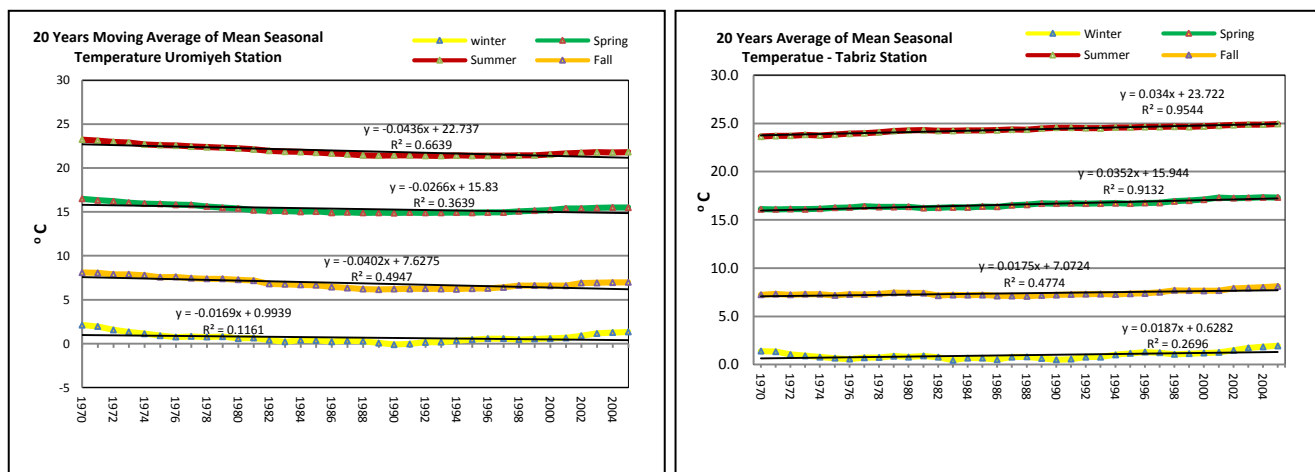 20 Years Moving Average of Mean Seasonal
Temperature Uromiyeh Station
winter
Spring
Summer
Fall
30
25
20
15
10
5
0
-5
º C
y = -0.0436x + 22.737
R² = 0.6639
y = -0.0266x + 15.83
R² = 0.3639
y = -0.0402x + 7.6275
R² = 0.4947
y = -0.0169x + 0.9939
R² = 0.1161
1970
1972
1974
1976
1978
1980
1982
1984
1986
1988
1990
1992
1994
1996
1998
2000
2002
2004
20 Years Average of Mean Seasonal
Temperatue - Tabriz Station
Winter
Spring
Summer
Fall
30.0
25.0
20.0
15.0
10.0
5.0
0.0
º C
y = 0.034x + 23.722
R² = 0.9544
y = 0.0352x + 15.944
R² = 0.9132
y = 0.0175x + 7.0724
R² = 0.4774
y = 0.0187x + 0.6282
R² = 0.2696
1970
1972
1974
1976
1978
1980
1982
1984
1986
1988
1990
1992
1994
1996
1998
2000
2002
2004